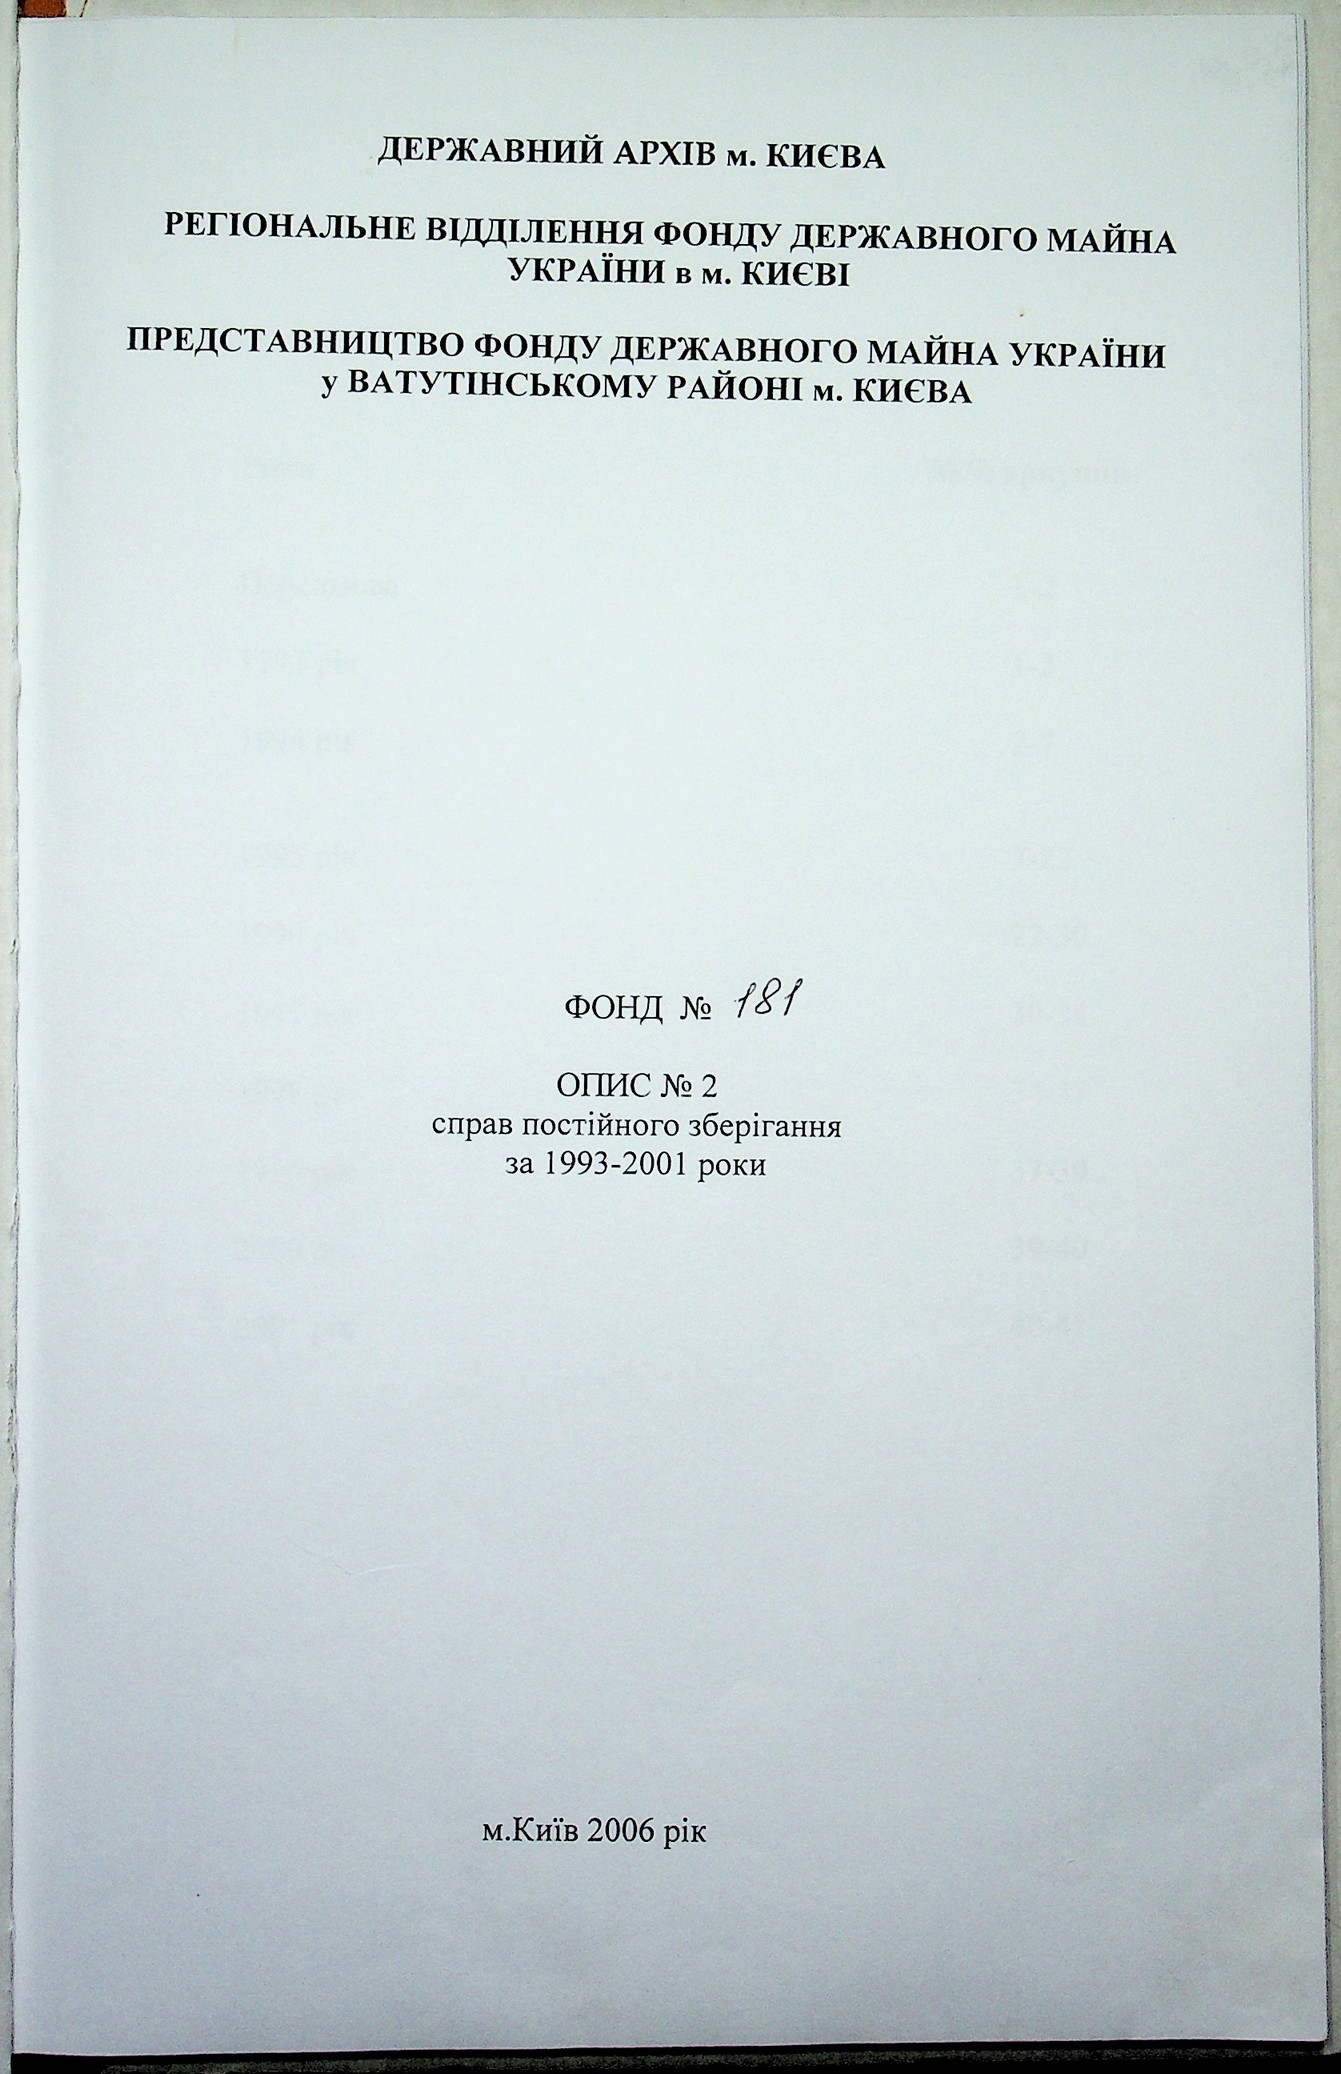 ДЕРЖАВНИЙ АРХІВ м. КИЄВА
РЕГІОНАЛЬНЕ ВІДДІЛЕННЯ ФОНДУ ДЕРЖАВНОГО МАЙНА
УКРАЇНИ в м. КИЄВІ
ПРЕДСТАВНИЦТВО ФОНДУ ДЕРЖАВНОГО МАЙНА УКРАЇНИ
у ВАТУТІНСЬКОМУ РАЙОНІ м. КИЄВА
ФОНД № 181
ОПИС № 2
справ постійного зберігання
за 1993-2001 роки
м.Київ 2006 рік